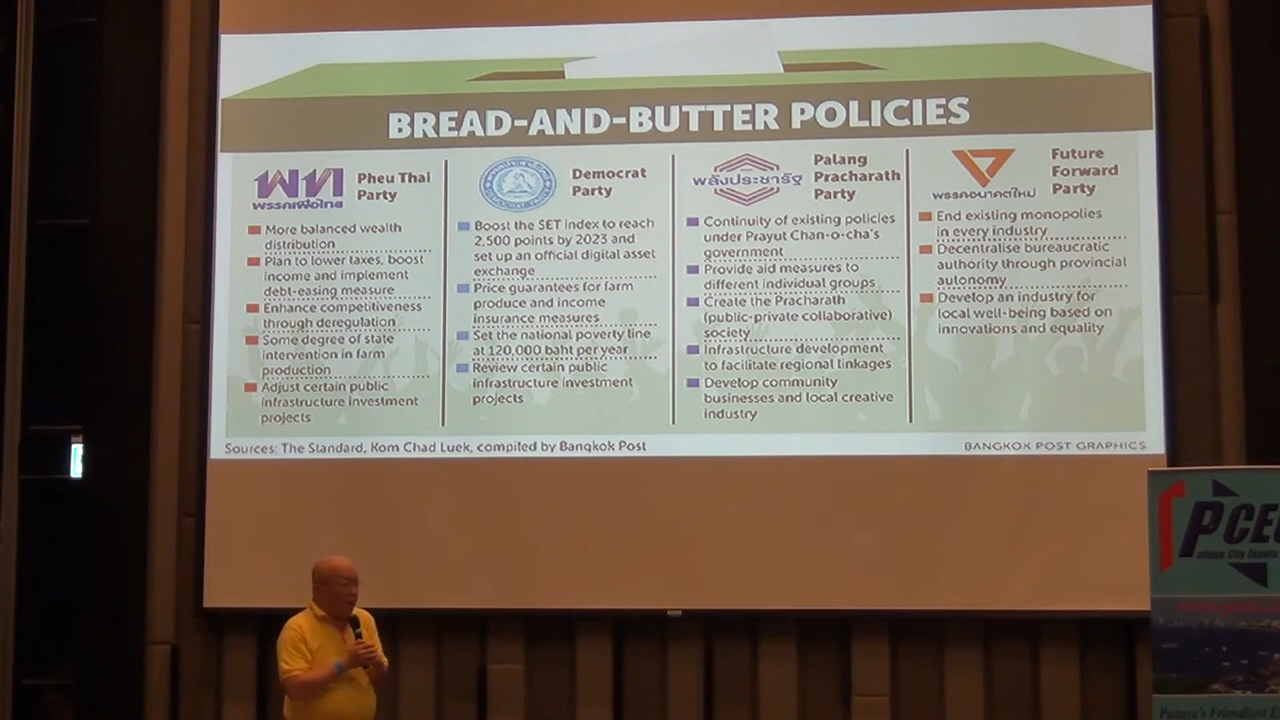 BREAD-AND-BUTTER POLICIES
พท
พรรคเพื่อไทย
Pheu Thai
Party
More balanced wealth
distribution
Plan to lower taxes, boost
income and implement
debt-easing measure
Enhance competitiveness
through deregulation
Some degree of state
intervention in farm
production
Adjust certain public
infrastructure investment
projects
Democrat
Party
Boost the SET index to reach
2,500 points by 2023 and
set up an official digital asset
exchange
Price guarantees for farm
produce and income
insurance measures
Set the national poverty line
at 120,000 baht per year
Review certain public
infrastructure investment
projects
พลังประชารัฐ
Palang
Pracharath
Party
Continuity of existing policies
under Prayut Chan-o-cha's
government
Provide aid measures to
different individual groups
Create the Pracharath
(public-private collaborative)
society
Infrastructure development
to facilitate regional linkages
Develop community
businesses and local creative
industry
พรรคอนาคตใหม่
Future
Forward
Party
End existing monopolies
in every industry
Decentralise bureaucratic
authority through provincial
autonomy
Develop an industry for
local well-being based on
innovations and equality
Sources: The Standard, Kom Chad Luek, compiled by Bangkok Post
BANGKOK POST GRAPHICS
PCE
City Expats
Friendliest